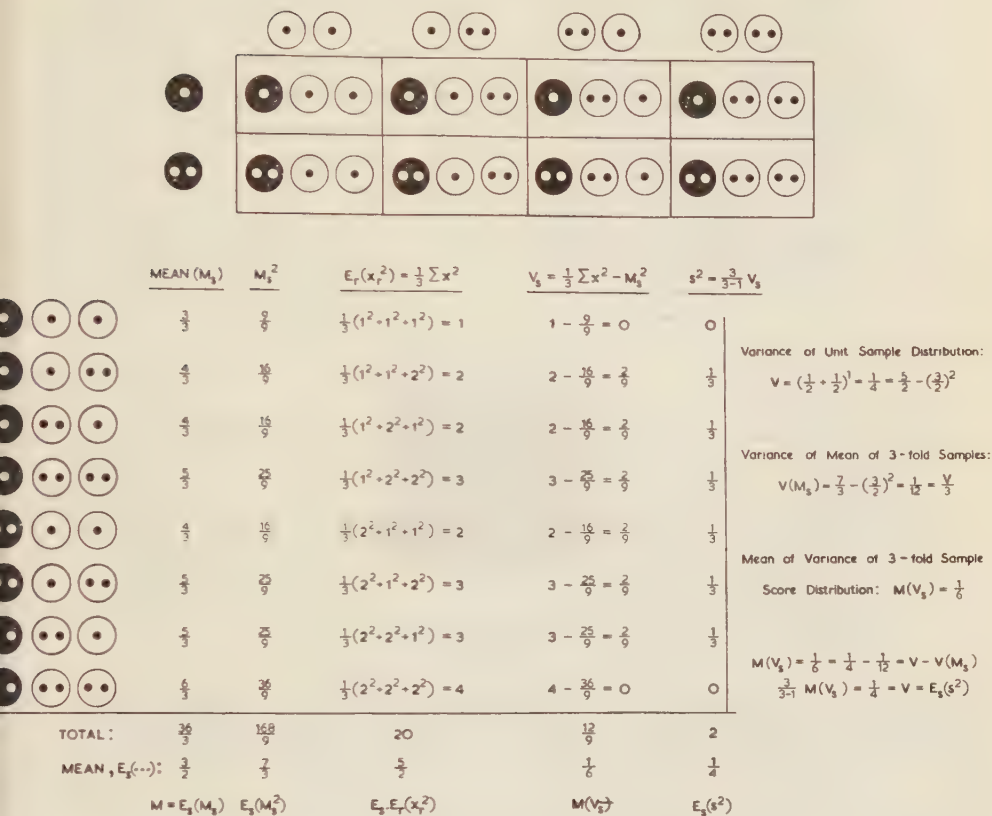 MEAN (Mₛ) Mₛ² Eᵣ(xᵣ²) = ⅓ Σx² Vₛ = ⅓ Σx² - Mₛ² s² = 3/(3-1) Vₛ
3/3 9/9 ⅓(1²+1²+1²) = 1 1 - 9/9 = 0 0
4/3 16/9 ⅓(1²+1²+2²) = 2 2 - 16/9 = 2/9 1/3
4/3 16/9 ⅓(1²+2²+1²) = 2 2 - 16/9 = 2/9 1/3
5/3 25/9 ⅓(1²+2²+2²) = 3 3 - 25/9 = 2/9 1/3
4/3 16/9 ⅓(2²+1²+1²) = 2 2 - 16/9 = 2/9 1/3
5/3 25/9 ⅓(2²+1²+2²) = 3 3 - 25/9 = 2/9 1/3
5/3 25/9 ⅓(2²+2²+1²) = 3 3 - 25/9 = 2/9 1/3
6/3 36/9 ⅓(2²+2²+2²) = 4 4 - 36/9 = 0 0
TOTAL: 36/3 168/9 20 12/9 2
MEAN, Eₛ(...): 3/2 7/3 5/2 1/6 1/4
M = Eₛ(Mₛ) Eₛ(Mₛ²) Eₛ.Eᵣ(xᵣ²) M(Vₛ) Eₛ(s²)
Variance of Unit Sample Distribution:
V = (½ + ½)¹ = ¼ = 5/2 - (3/2)²
Variance of Mean of 3-fold Samples:
V(Mₛ) = 7/3 - (3/2)² = 1/12 = V/3
Mean of Variance of 3-fold Sample
Score Distribution: M(Vₛ) = 1/6
M(Vₛ) = 1/6 = 1/4 - 1/12 = V - V(Mₛ)
3/(3-1) M(Vₛ) = 1/4 = V = Eₛ(s²)